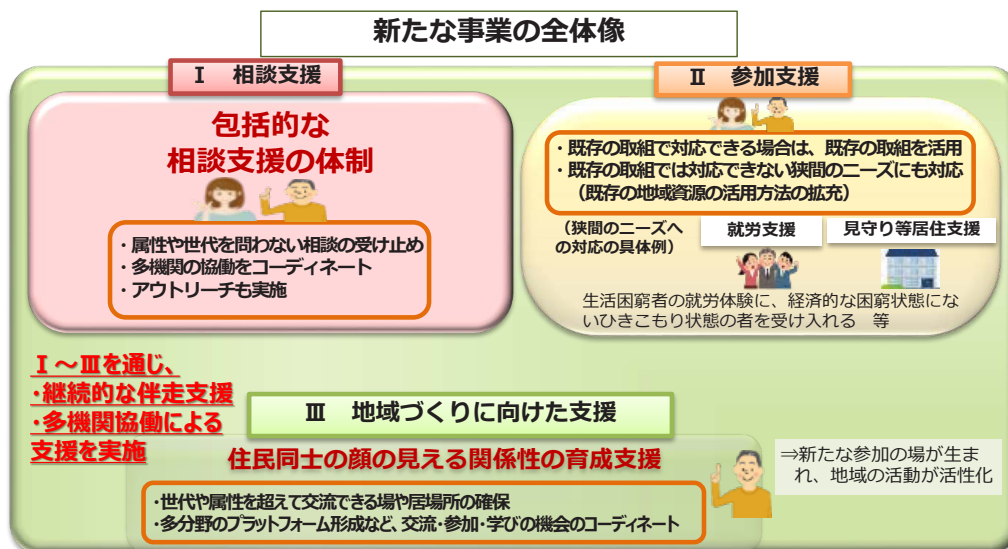 新たな事業の全体像
Ⅰ 相談支援
包括的な
相談支援の体制
・属性や世代を問わない相談の受け止め
・多機関の協働をコーディネート
・アウトリーチも実施
Ⅱ 参加支援
・既存の取組で対応できる場合は、既存の取組を活用
・既存の取組では対応できない狭間のニーズにも対応
（既存の地域資源の活用方法の拡充）
（狭間のニーズへ
の対応の具体例）
就労支援
見守り等居住支援
生活困窮者の就労体験に、経済的な困窮状態にな
いひきこもり状態の者を受け入れる 等
Ⅰ～Ⅲを通じ、
・継続的な伴走支援
・多機関協働による
支援を実施
Ⅲ 地域づくりに向けた支援
住民同士の顔の見える関係性の育成支援
・世代や属性を超えて交流できる場や居場所の確保
・多分野のプラットフォーム形成など、交流・参加・学びの機会のコーディネート
⇒新たな参加の場が生ま
れ、地域の活動が活性化